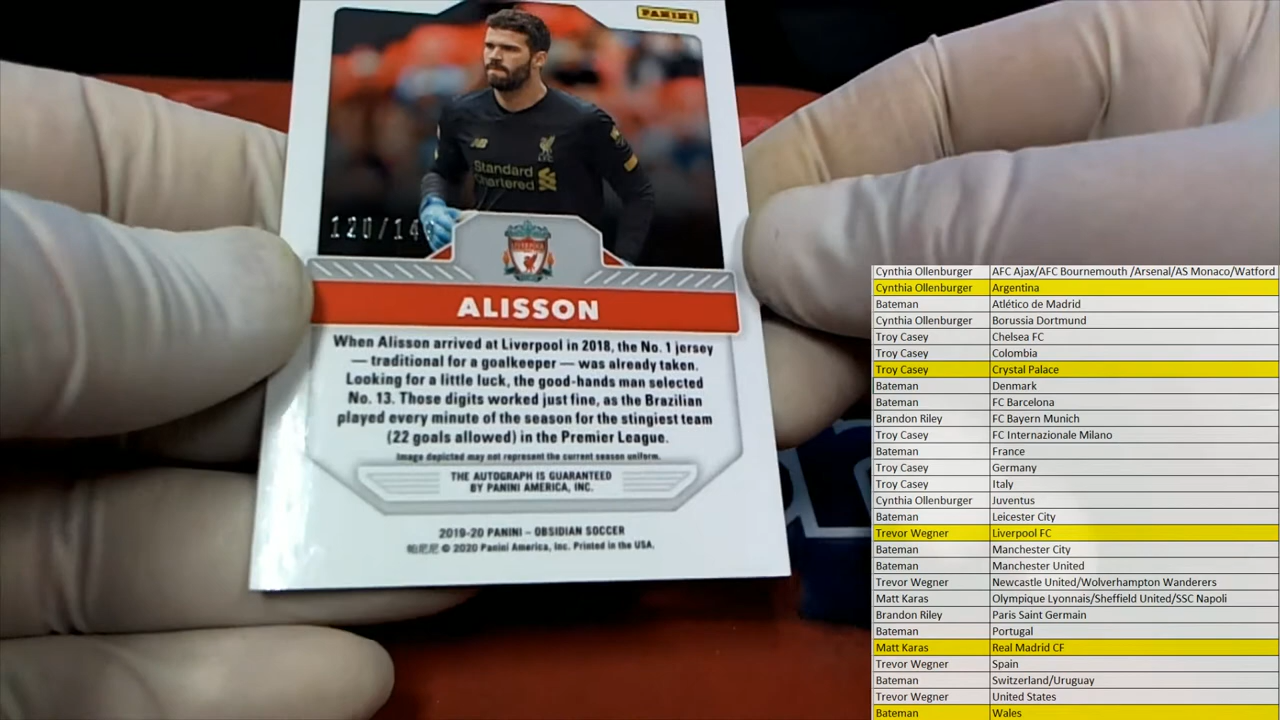 PANINI
NB
LFC
Standard
Chartered
120/14
LIVERPOOL
ALISSON
When Alisson arrived at Liverpool in 2018, the No. 1 jersey
— traditional for a goalkeeper — was already taken.
Looking for a little luck, the good-hands man selected
No. 13. Those digits worked just fine, as the Brazilian
played every minute of the season for the stingiest team
(22 goals allowed) in the Premier League.
Image depicted may not represent the current season uniform.
THE AUTOGRAPH IS GUARANTEED
BY PANINI AMERICA, INC.
2019-20 PANINI – OBSIDIAN SOCCER
帕尼尼 © 2020 Panini America, Inc. Printed in the USA.
Cynthia Ollenburger AFC Ajax/AFC Bournemouth /Arsenal/AS Monaco/Watford
Cynthia Ollenburger Argentina
Bateman Atlético de Madrid
Cynthia Ollenburger Borussia Dortmund
Troy Casey Chelsea FC
Troy Casey Colombia
Troy Casey Crystal Palace
Bateman Denmark
Bateman FC Barcelona
Brandon Riley FC Bayern Munich
Troy Casey FC Internazionale Milano
Bateman France
Troy Casey Germany
Troy Casey Italy
Cynthia Ollenburger Juventus
Bateman Leicester City
Trevor Wegner Liverpool FC
Bateman Manchester City
Bateman Manchester United
Trevor Wegner Newcastle United/Wolverhampton Wanderers
Matt Karas Olympique Lyonnais/Sheffield United/SSC Napoli
Brandon Riley Paris Saint Germain
Bateman Portugal
Matt Karas Real Madrid CF
Trevor Wegner Spain
Bateman Switzerland/Uruguay
Trevor Wegner United States
Bateman Wales